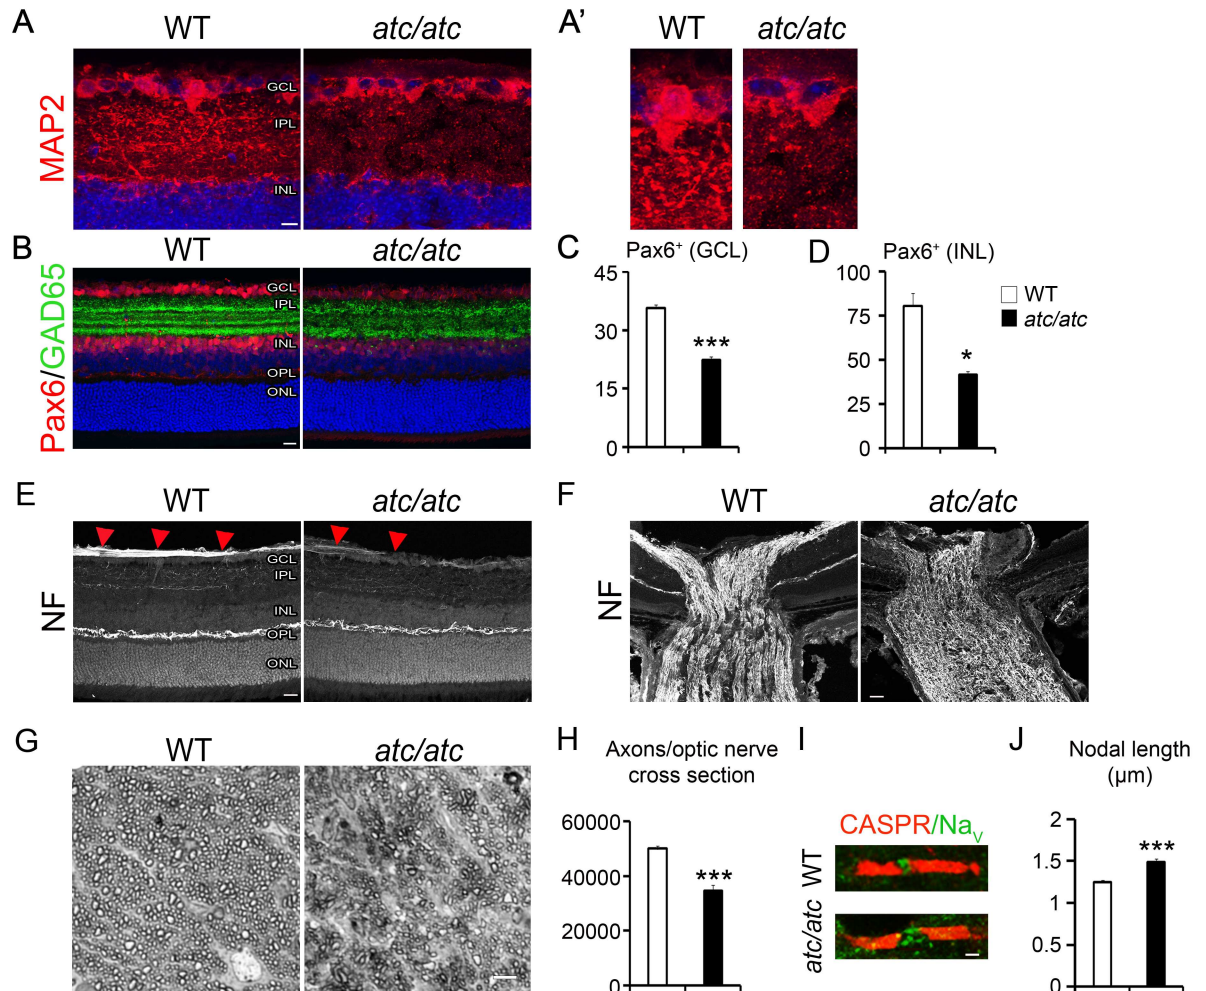 A WT atc/atc A’ WT atc/atc
MAP2
GCL
IPL
INL
B WT atc/atc
Pax6/GAD65
GCL
IPL
INL
OPL
ONL
C Pax6+ (GCL)
45
30
15
0
***
D Pax6+ (INL)
100
75
50
25
0
*
WT
atc/atc
E WT atc/atc
NF
GCL
IPL
INL
OPL
ONL
F WT atc/atc
NF
G WT atc/atc
H Axons/optic nerve
cross section
60000
40000
20000
0
***
I
CASPR/NaV
WT
atc/atc
J Nodal length
(µm)
2
1.5
1
0.5
0
***